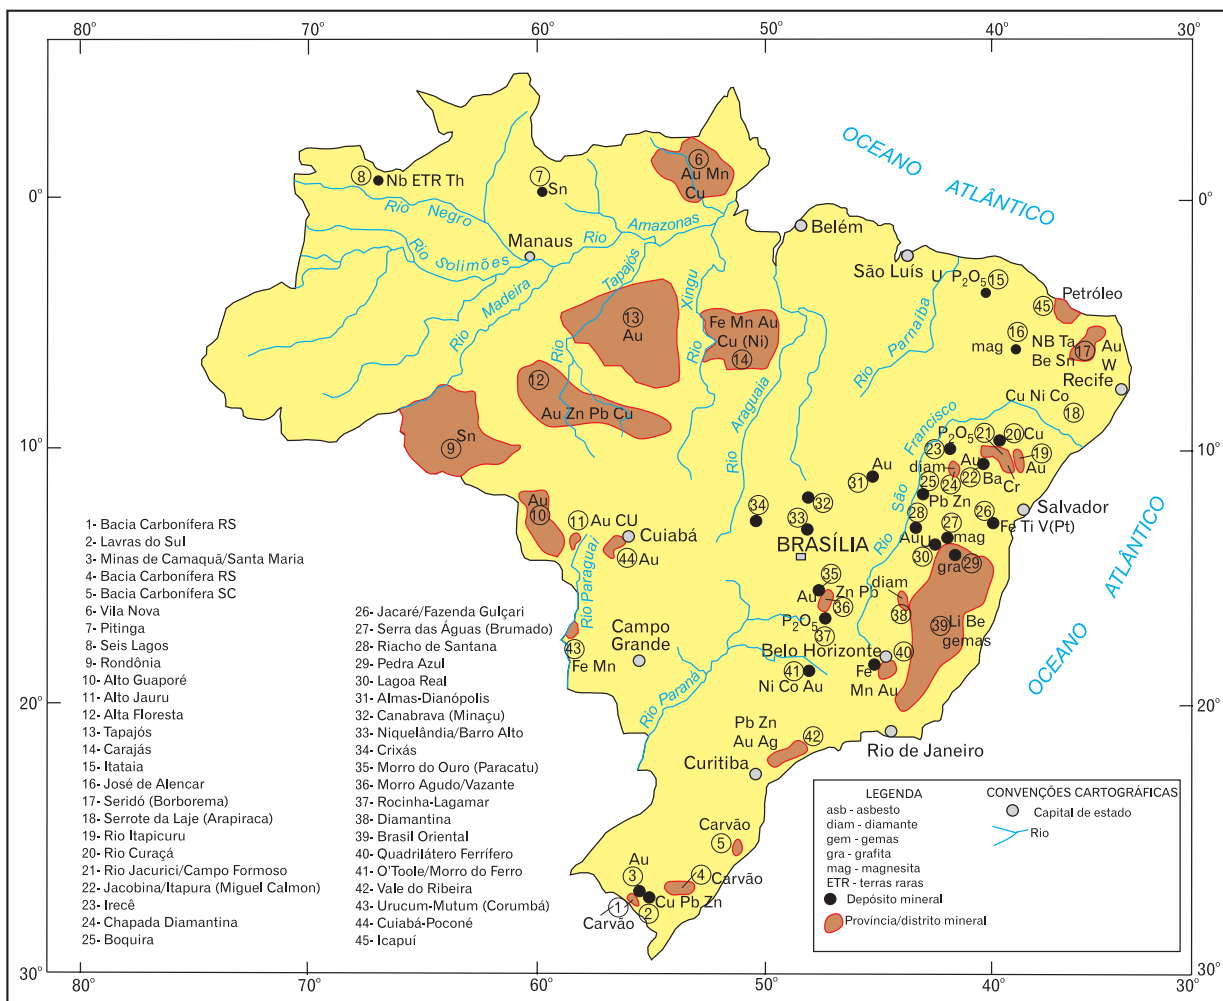 80° 70° 60° 50° 40° 30°
OCEANO ATLÂNTICO
8 Nb ETR Th
7 Sn
6
Au Mn
Cu
0° 0°
Rio Negro
Rio Amazonas
Belém
Manaus
Rio Solimões
São Luís
U P₂O₅ 15
Rio Madeira
Tapajós
Rio
Xingu
Rio
45 Petróleo
13
Au
Fe Mn Au
Cu (Ni)
14
Rio Parnaíba
16
mag
NB Ta
Be Sn
17
Au
W
Recife
12
Au Zn Pb Cu
Rio Araguaia
Cu Ni Co
18
Rio São Francisco
9 Sn
10° 10°
P₂O₅ 21 20 Cu
23
diam
Au
19
Au
31 Au
25 24 22 Ba
Cr
Pb Zn
Au
10
11 Au CU
34
32
33
28 27 26
Salvador
Fe Ti V(Pt)
Cuiabá
44 Au
BRASÍLIA
Au U mag
30 gra 29
OCEANO ATLÂNTICO
Rio Paraguai
35
Au Zn Pb
36
diam
38
P₂O₅
37
39 Li Be
gemas
43
Fe Mn
Campo
Grande
Belo Horizonte 40
Fe
Mn Au
41
Ni Co Au
Rio Paraná
20° 20°
Pb Zn
Au Ag
42
Rio de Janeiro
Curitiba
Carvão
5
Au
3
4 Carvão
Cu Pb Zn
1
Carvão
2
1- Bacia Carbonífera RS
2- Lavras do Sul
3- Minas de Camaquã/Santa Maria
4- Bacia Carbonífera RS
5- Bacia Carbonífera SC
6- Vila Nova
7- Pitinga
8- Seis Lagos
9- Rondônia
10- Alto Guaporé
11- Alto Jauru
12- Alta Floresta
13- Tapajós
14- Carajás
15- Itataia
16- José de Alencar
17- Seridó (Borborema)
18- Serrote da Laje (Arapiraca)
19- Rio Itapicuru
20- Rio Curaçá
21- Rio Jacurici/Campo Formoso
22- Jacobina/Itapura (Miguel Calmon)
23- Irecê
24- Chapada Diamantina
25- Boquira
26- Jacaré/Fazenda Gulçari
27- Serra das Águas (Brumado)
28- Riacho de Santana
29- Pedra Azul
30- Lagoa Real
31- Almas-Dianópolis
32- Canabrava (Minaçu)
33- Niquelândia/Barro Alto
34- Crixás
35- Morro do Ouro (Paracatu)
36- Morro Agudo/Vazante
37- Rocinha-Lagamar
38- Diamantina
39- Brasil Oriental
40- Quadrilátero Ferrífero
41- O'Toole/Morro do Ferro
42- Vale do Ribeira
43- Urucum-Mutum (Corumbá)
44- Cuiabá-Poconé
45- Icapuí
LEGENDA
asb - asbesto
diam - diamante
gem - gemas
gra - grafita
mag - magnesita
ETR - terras raras
Depósito mineral
Província/distrito mineral
CONVENÇÕES CARTOGRÁFICAS
Capital de estado
Rio
30° 30°
80° 70° 60° 50° 40° 30°